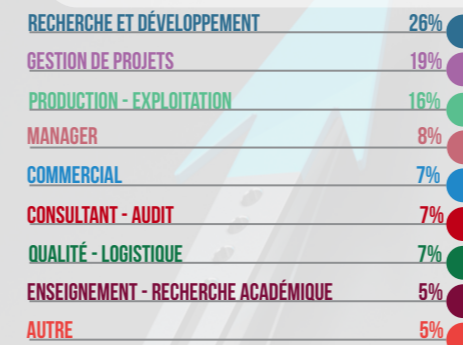 RECHERCHE ET DÉVELOPPEMENT 26%
GESTION DE PROJETS 19%
PRODUCTION - EXPLOITATION 16%
MANAGER 8%
COMMERCIAL 7%
CONSULTANT - AUDIT 7%
QUALITÉ - LOGISTIQUE 7%
ENSEIGNEMENT - RECHERCHE ACADÉMIQUE 5%
AUTRE 5%